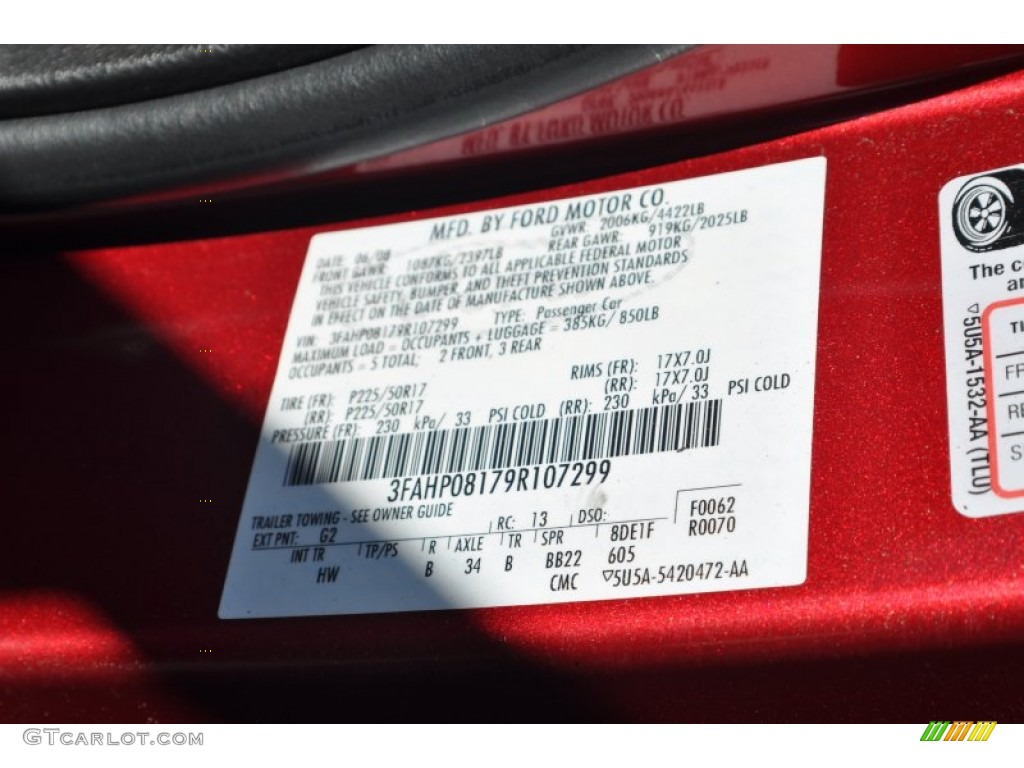 MFD. BY FORD MOTOR CO.
DATE: 06/08 GVWR: 2006KG/4422LB
FRONT GAWR: 1087KG/2397LB REAR GAWR: 919KG/2025LB
THIS VEHICLE CONFORMS TO ALL APPLICABLE FEDERAL MOTOR
VEHICLE SAFETY, BUMPER, AND THEFT PREVENTION STANDARDS
IN EFFECT ON THE DATE OF MANUFACTURE SHOWN ABOVE.
VIN: 3FAHP08179R107299 TYPE: Passenger Car
MAXIMUM LOAD = OCCUPANTS + LUGGAGE = 385KG/850LB
OCCUPANTS = 5 TOTAL; 2 FRONT, 3 REAR
TIRE (FR): P225/50R17 RIMS (FR): 17X7.0J
(RR): P225/50R17 (RR): 17X7.0J
PRESSURE (FR): 230 kPa/ 33 PSI COLD (RR): 230 kPa/ 33 PSI COLD
3FAHP08179R107299
TRAILER TOWING - SEE OWNER GUIDE
EXT PNT: G2 RC: 13 DSO: F0062
INT TR TP/PS R AXLE TR SPR 8DE1F R0070
HW B 34 B BB22 605
CMC ▽5U5A-5420472-AA
The c
an
▽5U5A-1532-AA (TLU)
TI
FR
RE
S
GTcarlot.com